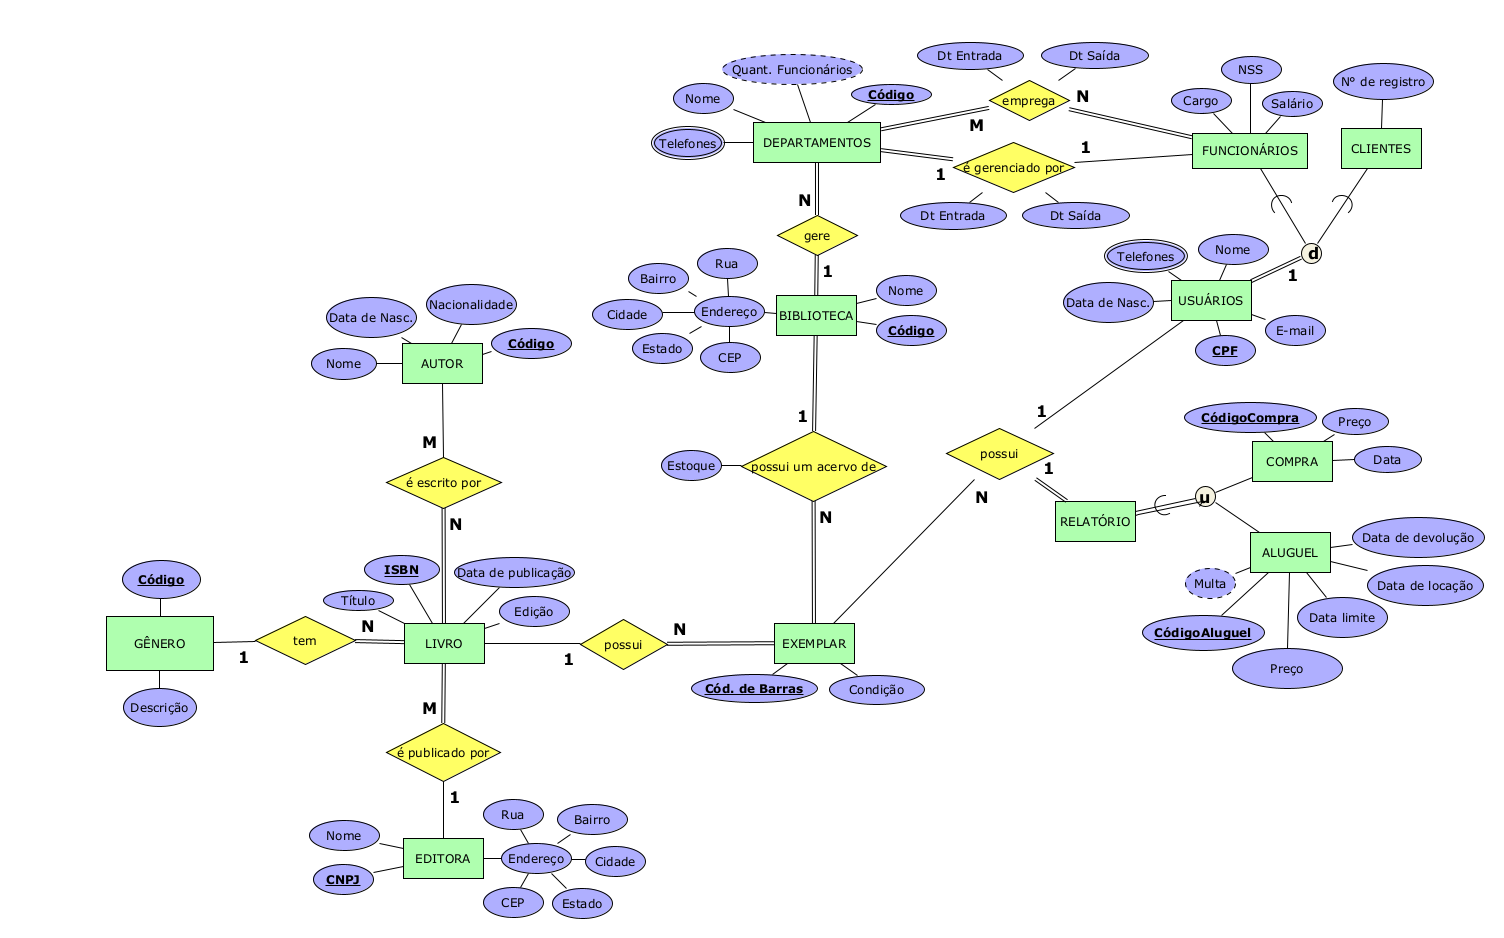 Dt Entrada
Dt Saída
Quant. Funcionários
NSS
Nº de registro
Nome
Código
emprega
N
Cargo
Salário
M
Telefones
DEPARTAMENTOS
FUNCIONÁRIOS
CLIENTES
1
é gerenciado por
1
N
Dt Entrada
Dt Saída
gere
1
d
1
Telefones
Nome
Data de Nasc.
USUÁRIOS
E-mail
CPF
Rua
Bairro
Cidade
Endereço
Estado
CEP
BIBLIOTECA
Nome
Código
Data de Nasc.
Nacionalidade
Nome
AUTOR
Código
M
é escrito por
N
1
Estoque
possui um acervo de
N
1
possui
1
N
RELATÓRIO
µ
CódigoCompra
Preço
COMPRA
Data
ALUGUEL
Data de devolução
Data de locação
Multa
Data limite
CódigoAluguel
Preço
Código
ISBN
Data de publicação
Título
Edição
GÊNERO
1
tem
N
LIVRO
1
possui
N
EXEMPLAR
Descrição
Cód. de Barras
Condição
M
é publicado por
1
Nome
EDITORA
CNPJ
Rua
Bairro
Endereço
Cidade
CEP
Estado